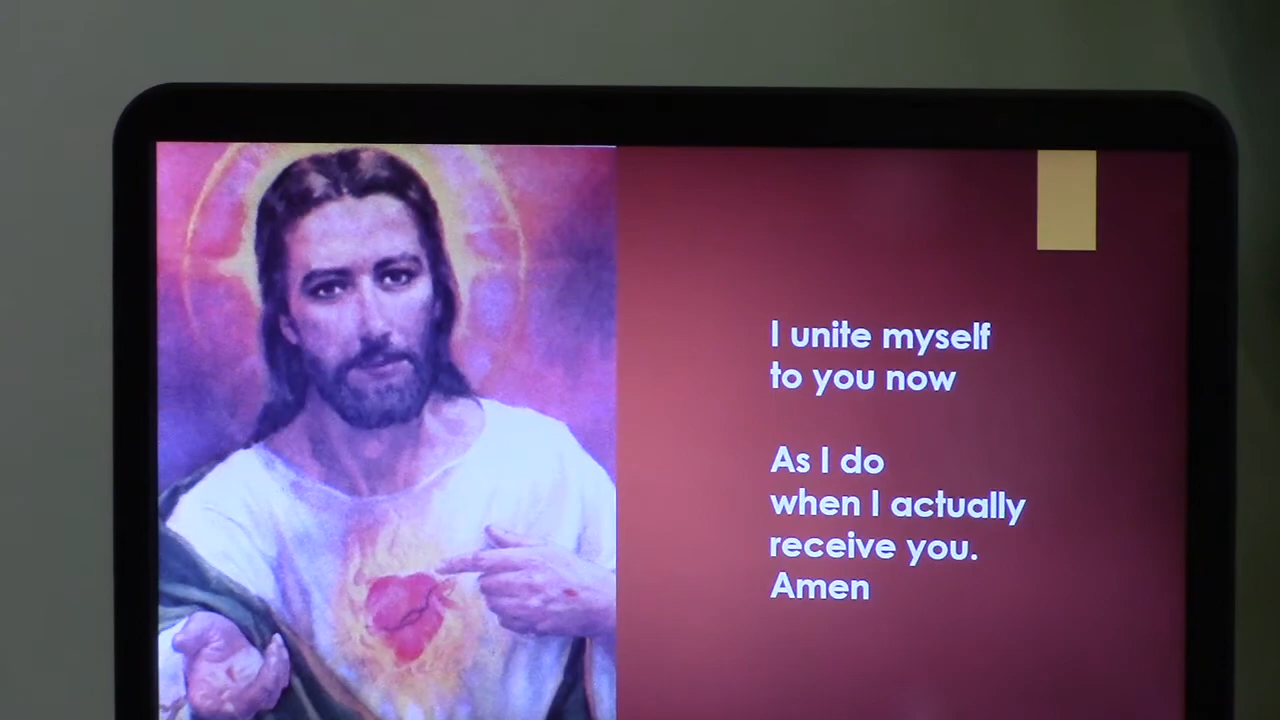 I unite myself
to you now
As I do
when I actually
receive you.
Amen